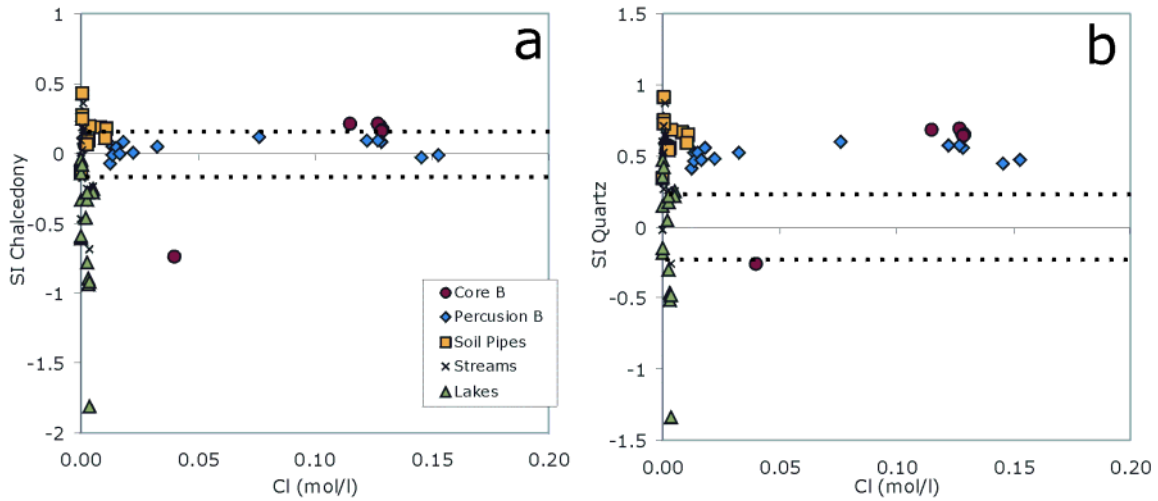 a
SI Chalcedony
1
0.5
0
-0.5
-1
-1.5
-2
0.00
0.05
0.10
0.15
0.20
Cl (mol/l)
Core B
Percusion B
Soil Pipes
Streams
Lakes
b
SI Quartz
1.5
1
0.5
0
-0.5
-1
-1.5
0.00
0.05
0.10
0.15
0.20
Cl (mol/l)